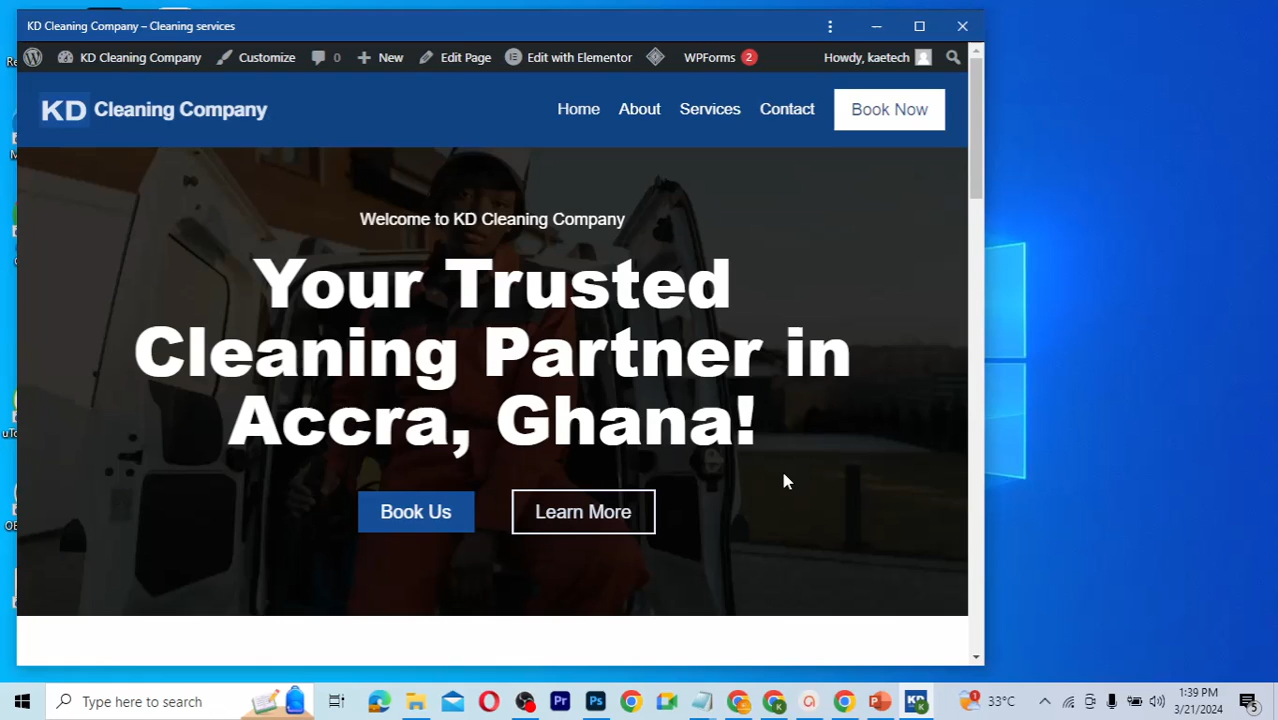 KD Cleaning Company – Cleaning services
KD Cleaning Company
Customize
0
New
Edit Page
Edit with Elementor
WPForms
2
Howdy, kaetech
KD Cleaning Company
Home
About
Services
Contact
Book Now
Welcome to KD Cleaning Company
Your Trusted
Cleaning Partner in
Accra, Ghana!
Book Us
Learn More
Type here to search
Pr
Ps
KD
33°C
1:39 PM
3/21/2024
5